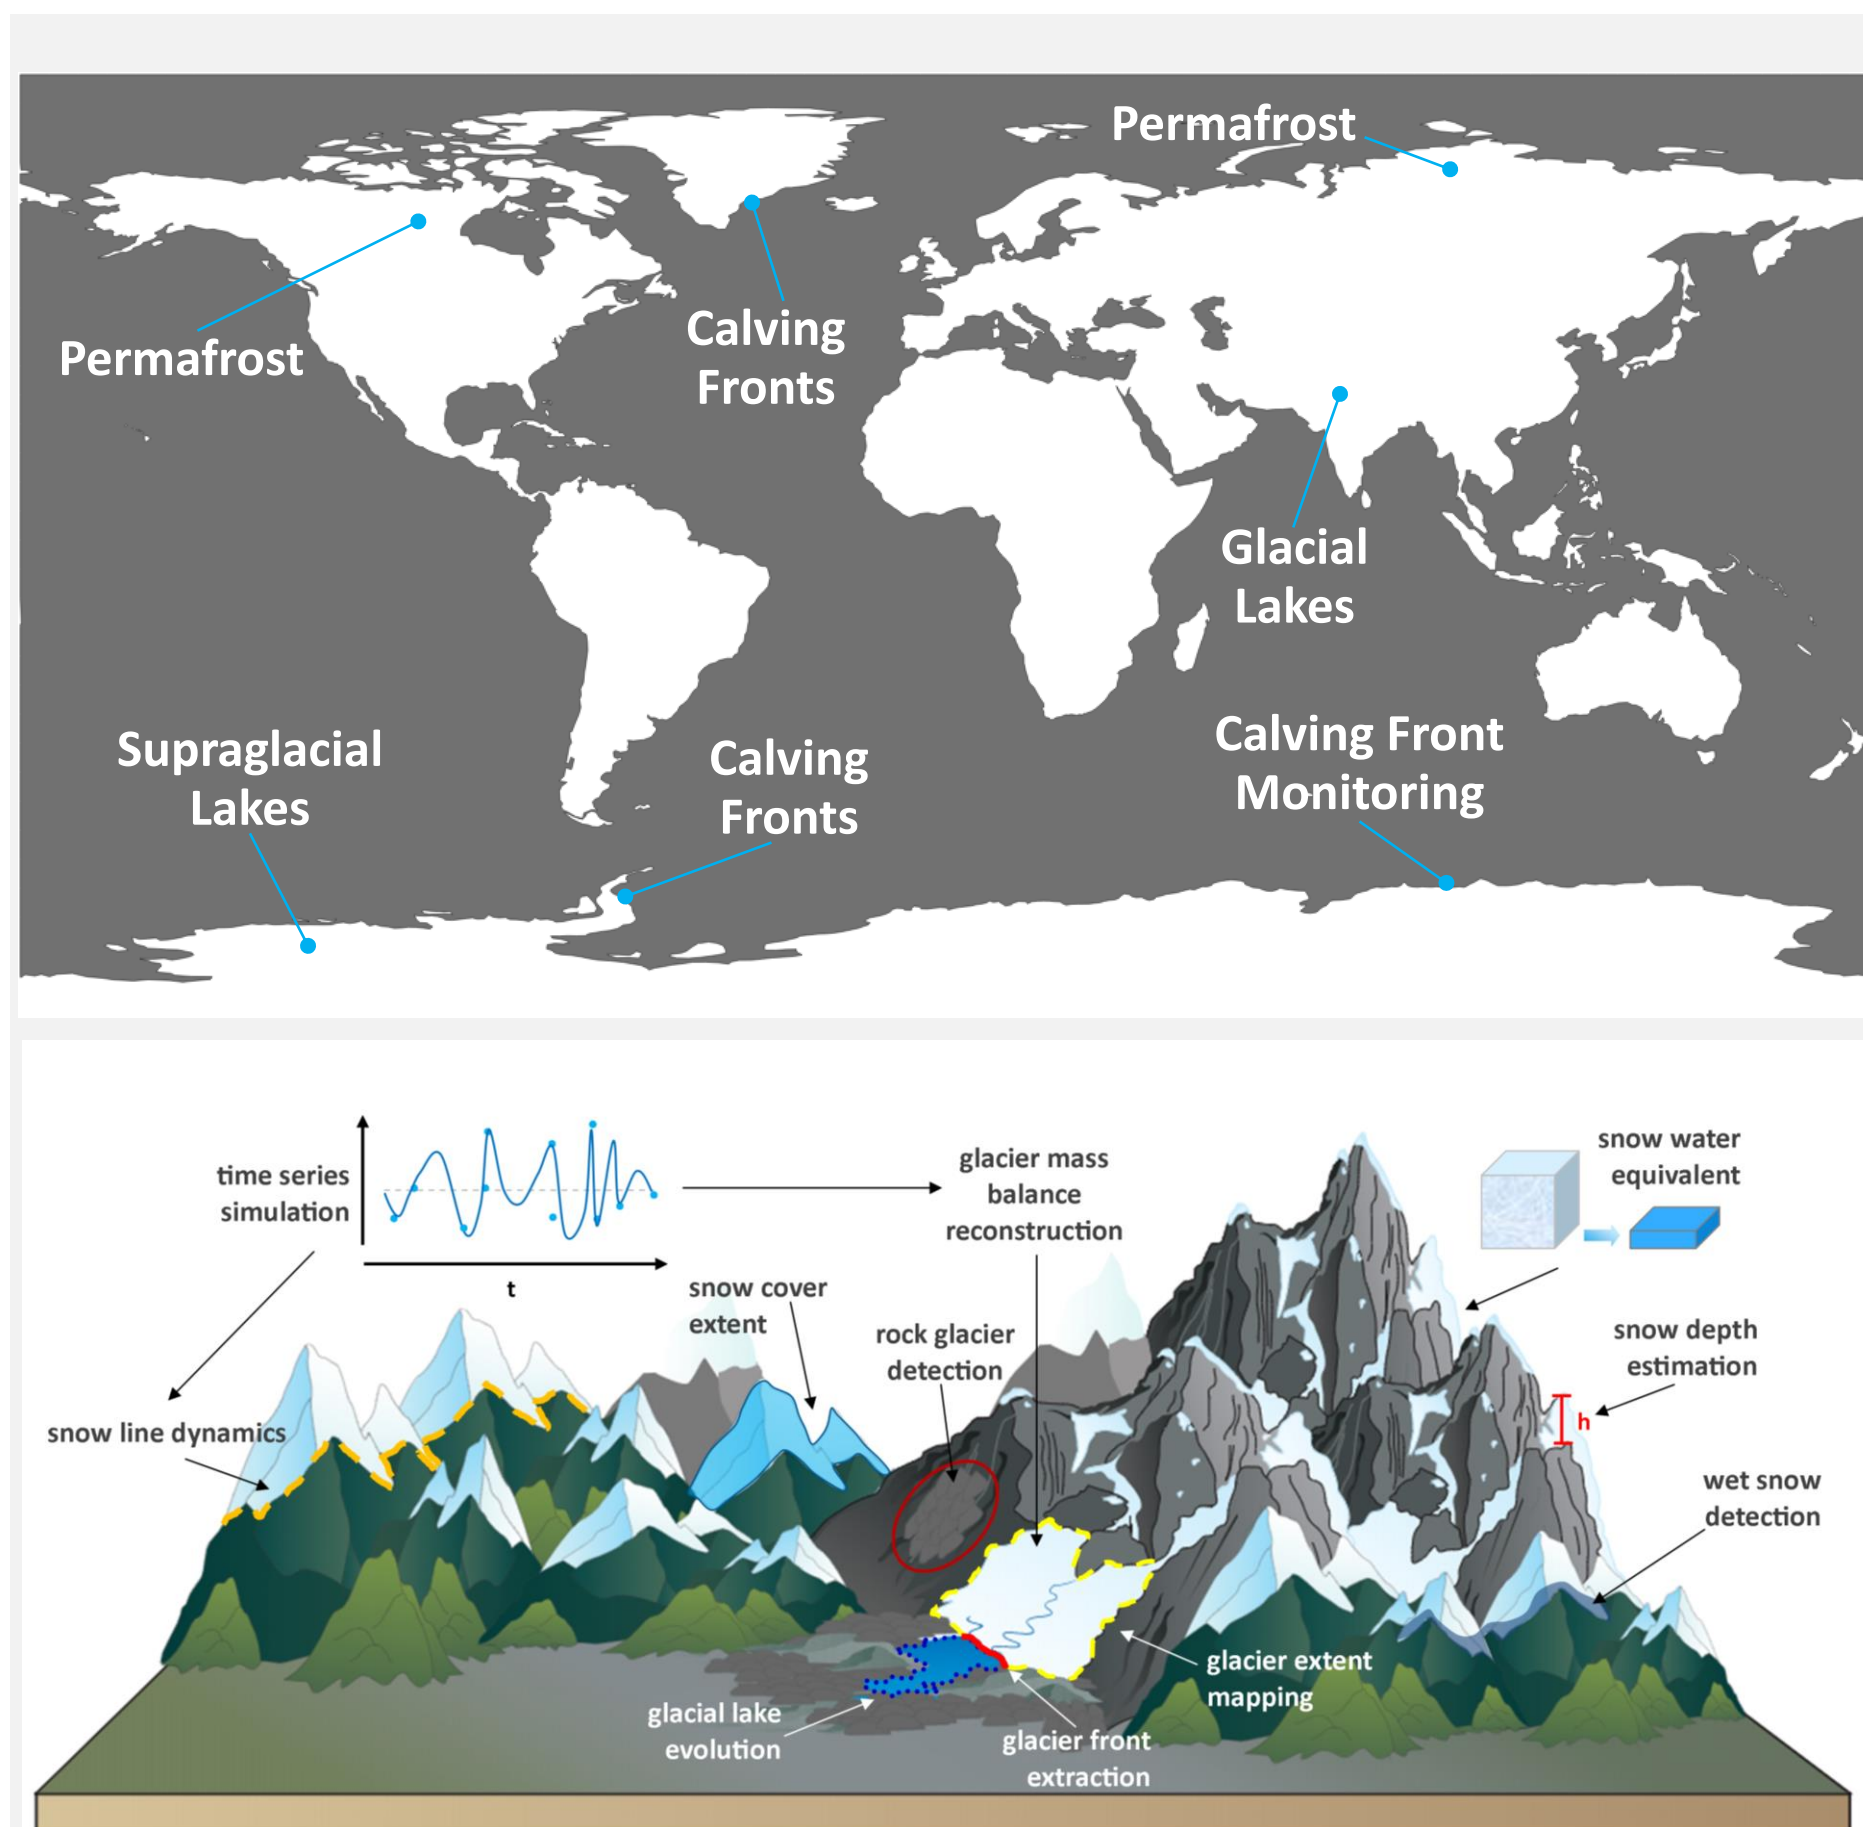 Permafrost
Permafrost
Calving
Fronts
Glacial
Lakes
Supraglacial
Lakes
Calving
Fronts
Calving Front
Monitoring
time series
simulation
t
glacier mass
balance
reconstruction
snow water
equivalent
snow cover
extent
rock glacier
detection
snow depth
estimation
h
snow line dynamics
wet snow
detection
glacier extent
mapping
glacial lake
evolution
glacier front
extraction